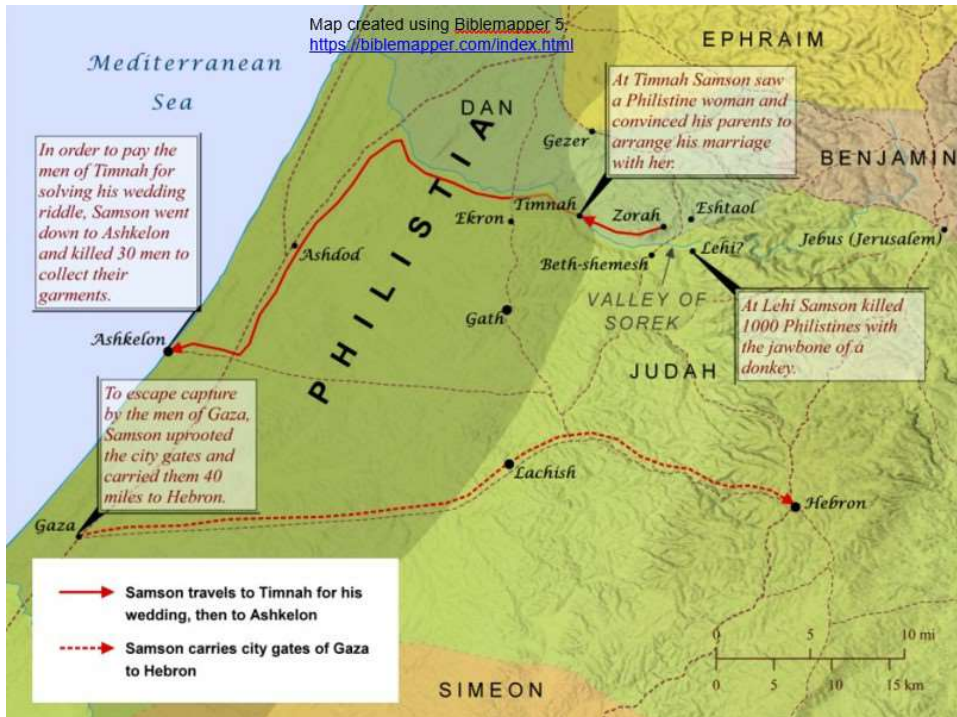 Map created using Biblemapper 5,
https://biblemapper.com/index.html
Mediterranean
Sea
EPHRAIM
DAN
At Timnah Samson saw
a Philistine woman and
convinced his parents to
arrange his marriage
with her.
Gezer
BENJAMIN
In order to pay the
men of Timnah for
solving his wedding
riddle, Samson went
down to Ashkelon
and killed 30 men to
collect their
garments.
PHILISTIA
Timnah
Zorah
Eshtaol
Ekron
Ashdod
Lehi?
Jebus (Jerusalem)
Beth-shemesh
VALLEY OF
SOREK
At Lehi Samson killed
1000 Philistines with
the jawbone of a
donkey.
Gath
Ashkelon
JUDAH
To escape capture
by the men of Gaza,
Samson uprooted
the city gates and
carried them 40
miles to Hebron.
Lachish
Hebron
Gaza
Samson travels to Timnah for his
wedding, then to Ashkelon
Samson carries city gates of Gaza
to Hebron
SIMEON
0 5 10 mi
0 5 10 15 km